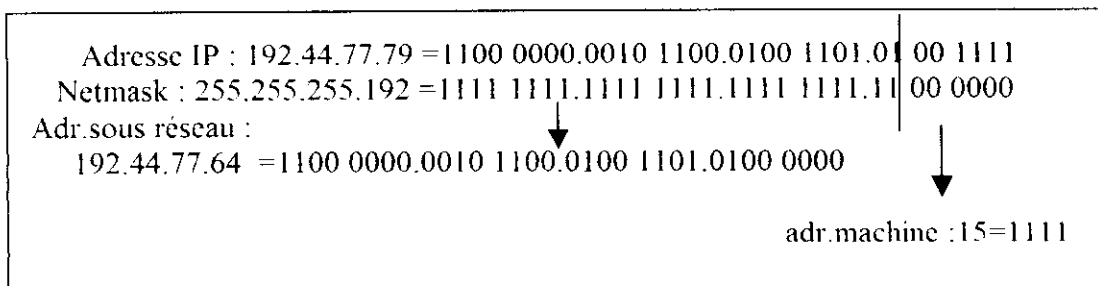 Adresse IP : 192.44.77.79 =1100 0000.0010 1100.0100 1101.01 00 1111
Netmask : 255.255.255.192 =1111 1111.1111 1111.1111 1111.11 00 0000
Adr.sous réseau :
192.44.77.64 =1100 0000.0010 1100.0100 1101.0100 0000
adr.machine :15=1111